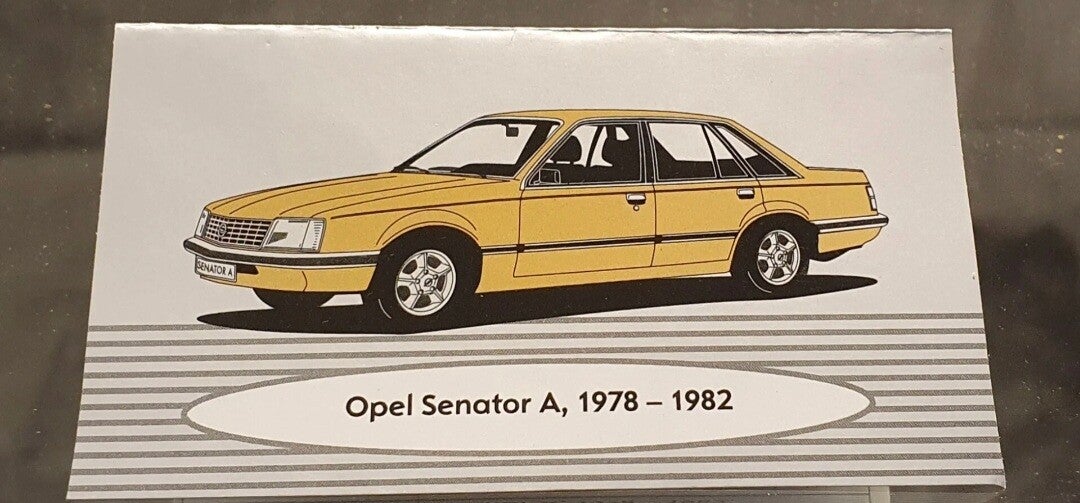 SENATOR A
Opel Senator A, 1978 – 1982